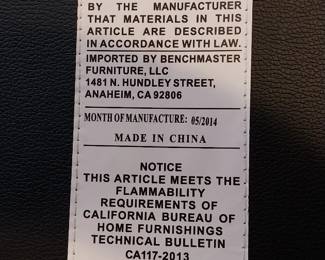 BY THE MANUFACTURER
THAT MATERIALS IN THIS
ARTICLE ARE DESCRIBED
IN ACCORDANCE WITH LAW.
IMPORTED BY BENCHMASTER
FURNITURE, LLC
1481 N. HUNDLEY STREET,
ANAHEIM, CA 92806
MONTH OF MANUFACTURE: 05/2014
MADE IN CHINA
NOTICE
THIS ARTICLE MEETS THE
FLAMMABILITY
REQUIREMENTS OF
CALIFORNIA BUREAU OF
HOME FURNISHINGS
TECHNICAL BULLETIN
CA117-2013